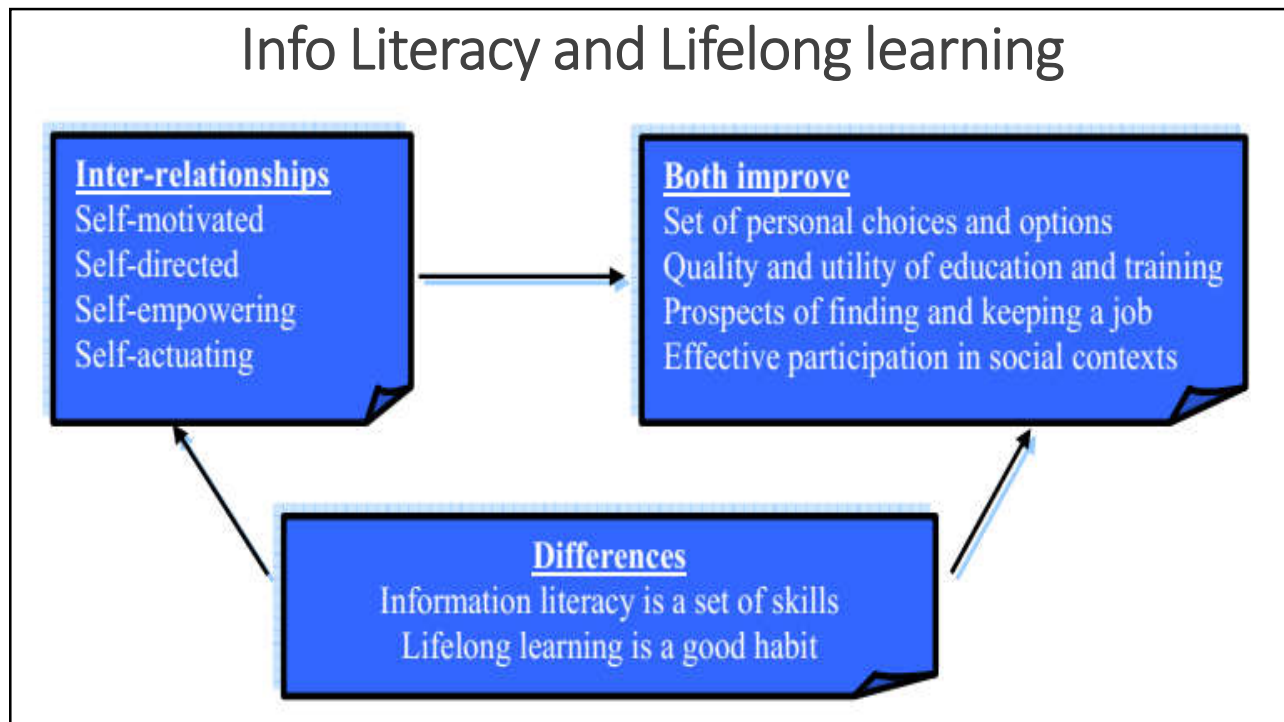 Info Literacy and Lifelong learning
Inter-relationships
Self-motivated
Self-directed
Self-empowering
Self-actuating
Both improve
Set of personal choices and options
Quality and utility of education and training
Prospects of finding and keeping a job
Effective participation in social contexts
Differences
Information literacy is a set of skills
Lifelong learning is a good habit